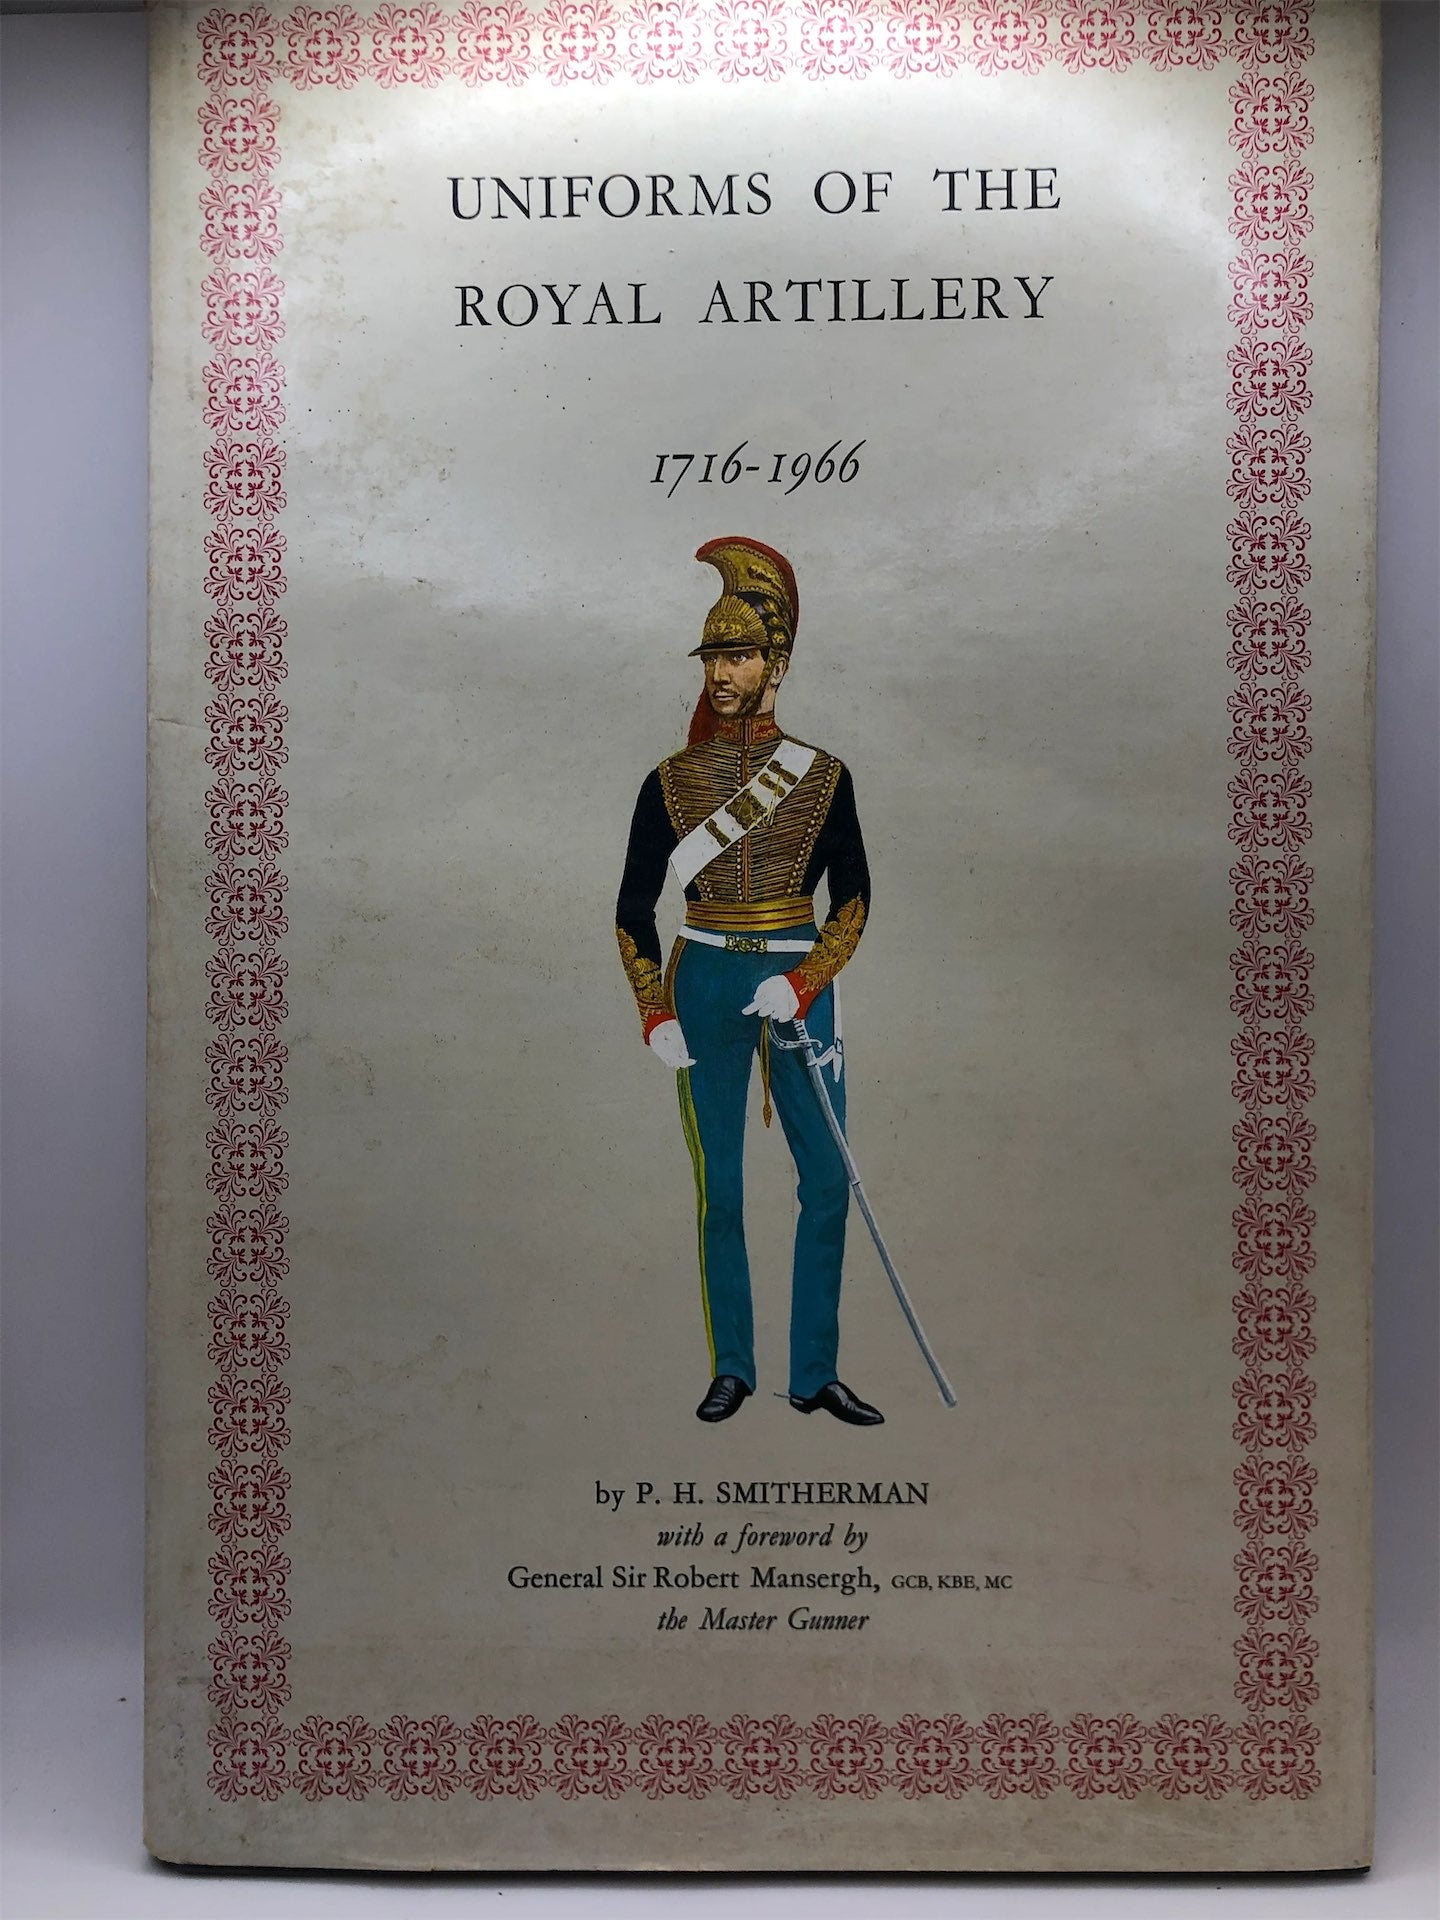 UNIFORMS OF THE
ROYAL ARTILLERY
1716-1966
by P. H. SMITHERMAN
with a foreword by
General Sir Robert Mansergh, GCB, KBE, MC
the Master Gunner